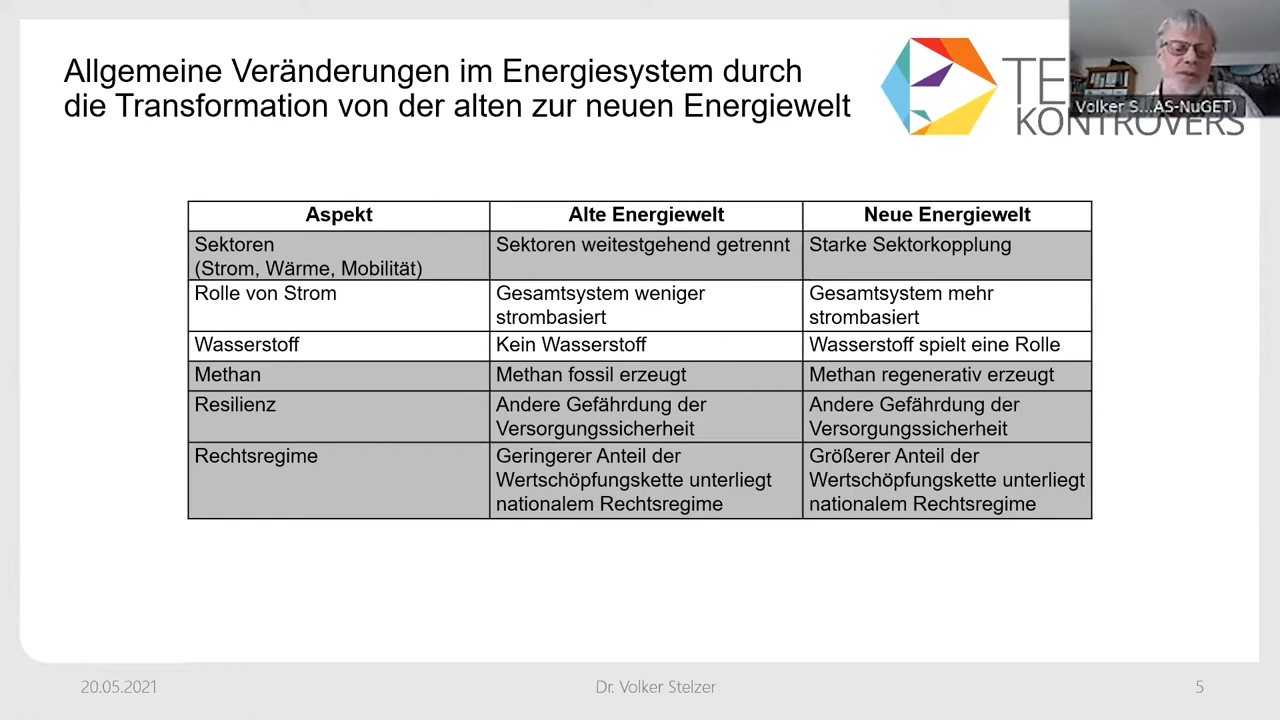 Allgemeine Veränderungen im Energiesystem durch
die Transformation von der alten zur neuen Energiewelt
TE
KONTROVERS
Volker S...AS-NuGET)
Aspekt Alte Energiewelt Neue Energiewelt
Sektoren Sektoren weitestgehend getrennt Starke Sektorkopplung
(Strom, Wärme, Mobilität)
Rolle von Strom Gesamtsystem weniger Gesamtsystem mehr
strombasiert strombasiert
Wasserstoff Kein Wasserstoff Wasserstoff spielt eine Rolle
Methan Methan fossil erzeugt Methan regenerativ erzeugt
Resilienz Andere Gefährdung der Andere Gefährdung der
Versorgungssicherheit Versorgungssicherheit
Rechtsregime Geringerer Anteil der Größerer Anteil der
Wertschöpfungskette unterliegt Wertschöpfungskette unterliegt
nationalem Rechtsregime nationalem Rechtsregime
20.05.2021 Dr. Volker Stelzer 5